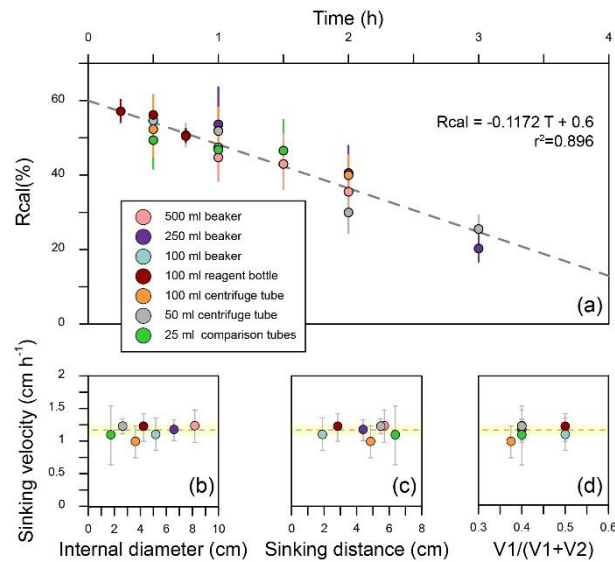 Time (h)
0 1 2 3 4
60
40
20
0
Rcal(%)
Rcal = -0.1172 T + 0.6
r²=0.896
500 ml beaker
250 ml beaker
100 ml beaker
100 ml reagent bottle
100 ml centrifuge tube
50 ml centrifuge tube
25 ml comparison tubes
(a)
Sinking velocity (cm h⁻¹)
2
1.5
1
0.5
0
(b) (c) (d)
0 2 4 6 8 10
0 2 4 6 8
0.3 0.4 0.5 0.6
Internal diameter (cm) Sinking distance (cm) V1/(V1+V2)